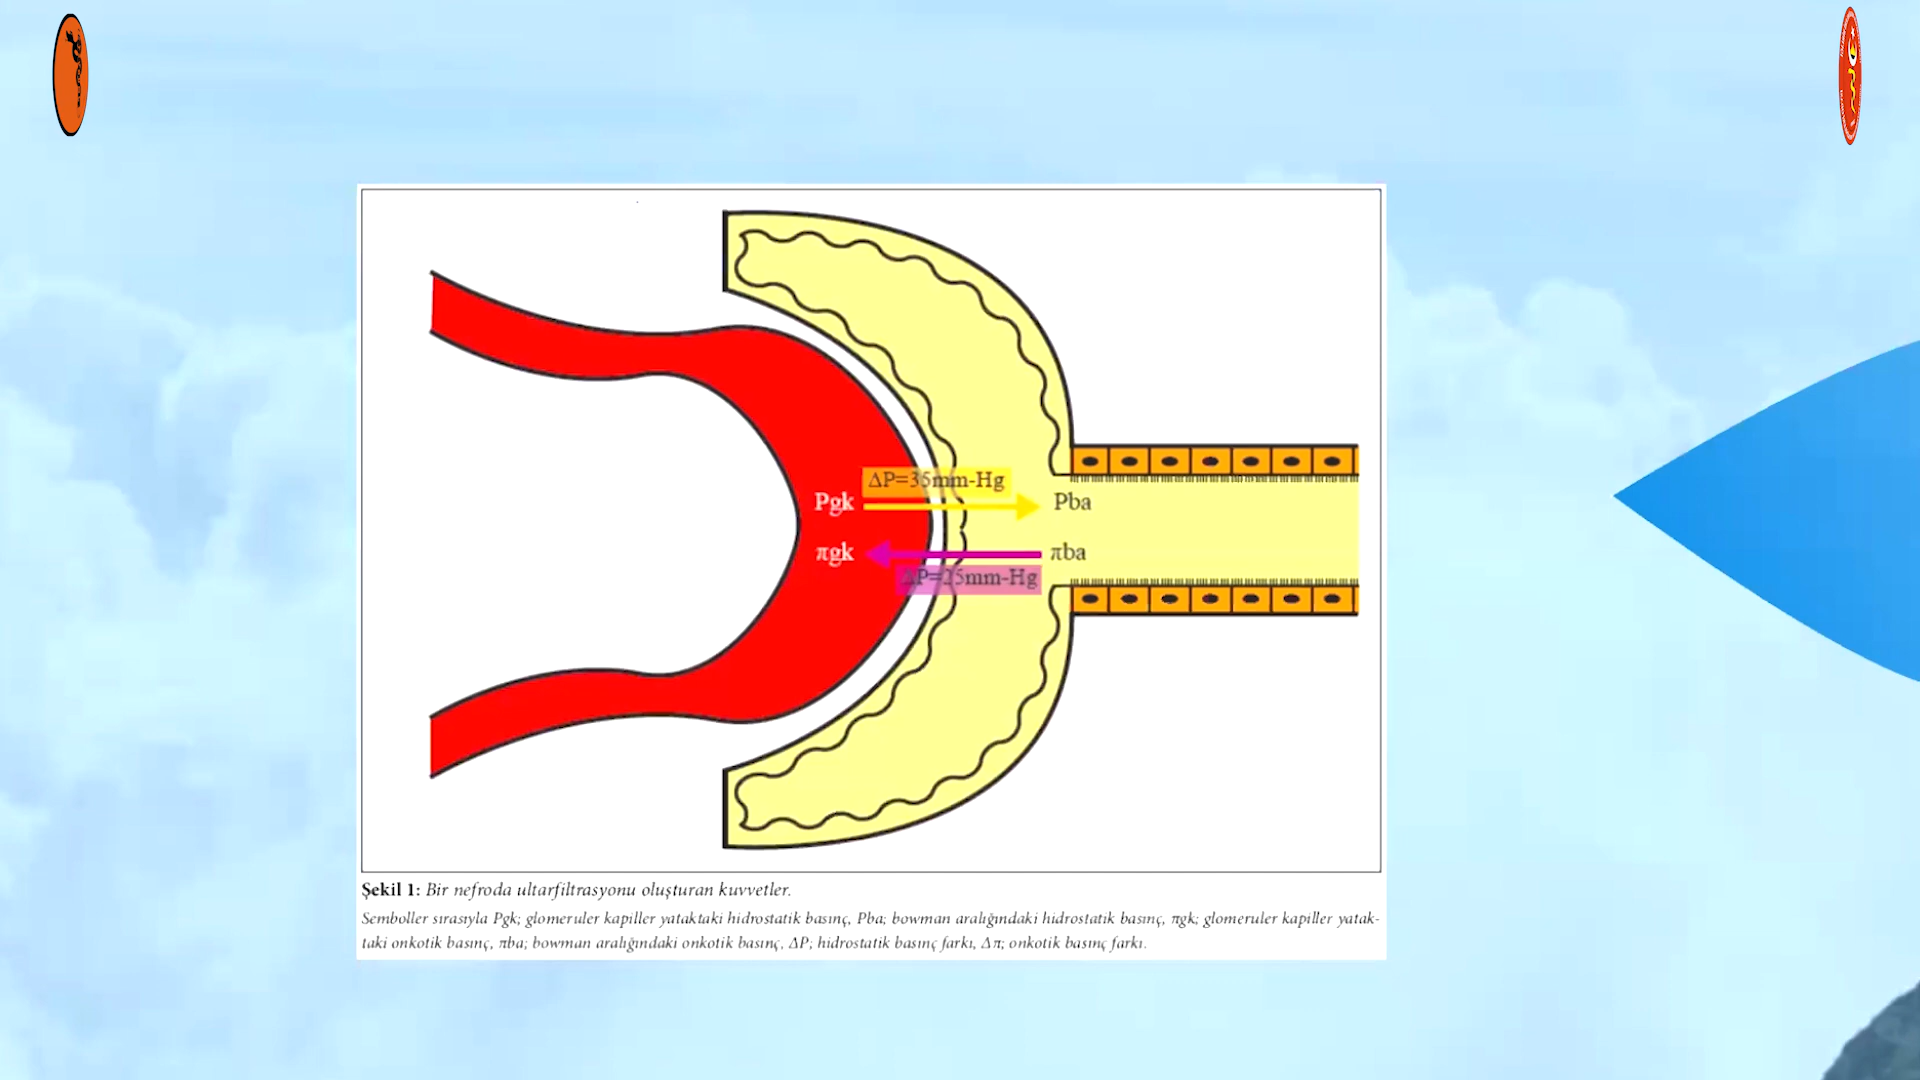 ΔP=35mm-Hg
Pgk
Pba
πgk
πba
ΔP=25mm-Hg
Şekil 1: Bir nefroda ultarfiltrasyonu oluşturan kuvvetler.
Semboller sırasıyla Pgk; glomeruler kapiller yataktaki hidrostatik basınç, Pba; bowman aralığındaki hidrostatik basınç, πgk; glomeruler kapiller yatak-
taki onkotik basınç, πba; bowman aralığındaki onkotik basınç, ΔP; hidrostatik basınç farkı, Δπ; onkotik basınç farkı.